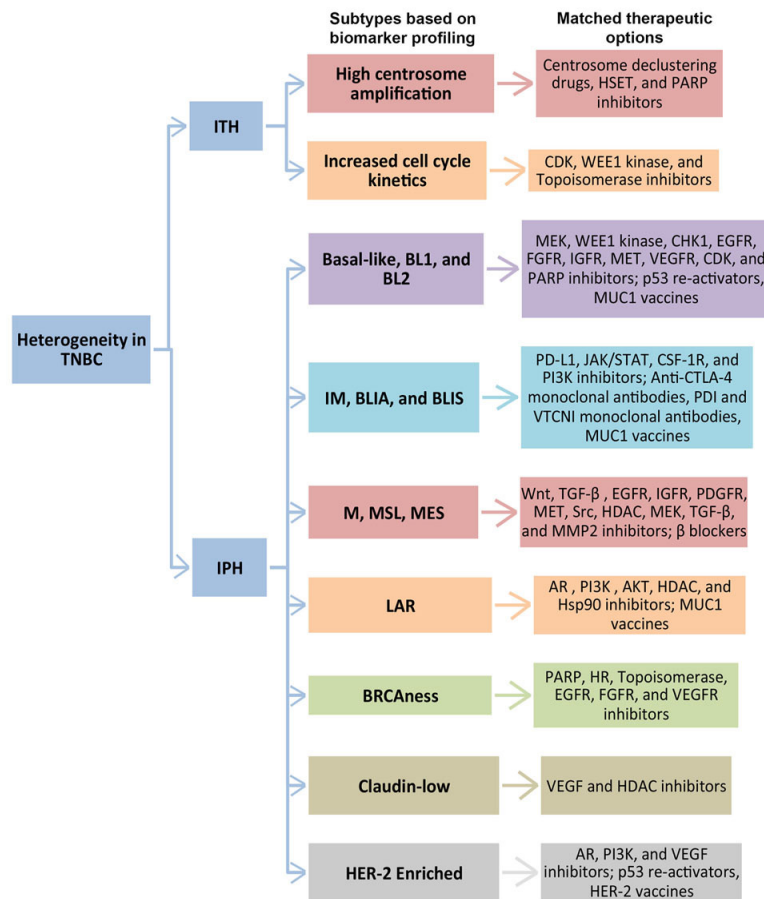 Subtypes based on
biomarker profiling
Matched therapeutic
options
High centrosome
amplification
Centrosome declustering
drugs, HSET, and PARP
inhibitors
ITH
Increased cell cycle
kinetics
CDK, WEE1 kinase, and
Topoisomerase inhibitors
Basal-like, BL1, and
BL2
MEK, WEE1 kinase, CHK1, EGFR,
FGFR, IGFR, MET, VEGFR, CDK, and
PARP inhibitors; p53 re-activators,
MUC1 vaccines
Heterogeneity in
TNBC
IM, BLIA, and BLIS
PD-L1, JAK/STAT, CSF-1R, and
PI3K inhibitors; Anti-CTLA-4
monoclonal antibodies, PDI and
VTCNI monoclonal antibodies,
MUC1 vaccines
M, MSL, MES
Wnt, TGF-β , EGFR, IGFR, PDGFR,
MET, Src, HDAC, MEK, TGF-β,
and MMP2 inhibitors; β blockers
IPH
LAR
AR , PI3K , AKT, HDAC, and
Hsp90 inhibitors; MUC1
vaccines
BRCAness
PARP, HR, Topoisomerase,
EGFR, FGFR, and VEGFR
inhibitors
Claudin-low
VEGF and HDAC inhibitors
HER-2 Enriched
AR, PI3K, and VEGF
inhibitors; p53 re-activators,
HER-2 vaccines